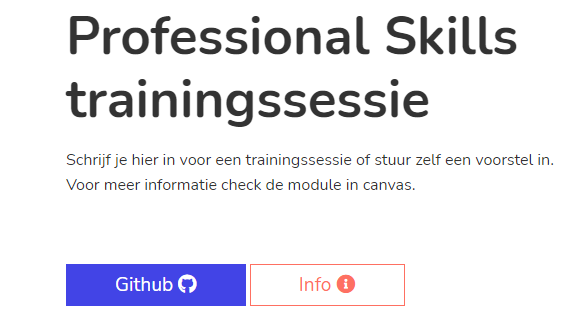 Professional Skills
trainingssessie
Schrijf je hier in voor een trainingssessie of stuur zelf een voorstel in.
Voor meer informatie check de module in canvas.
Github
Info